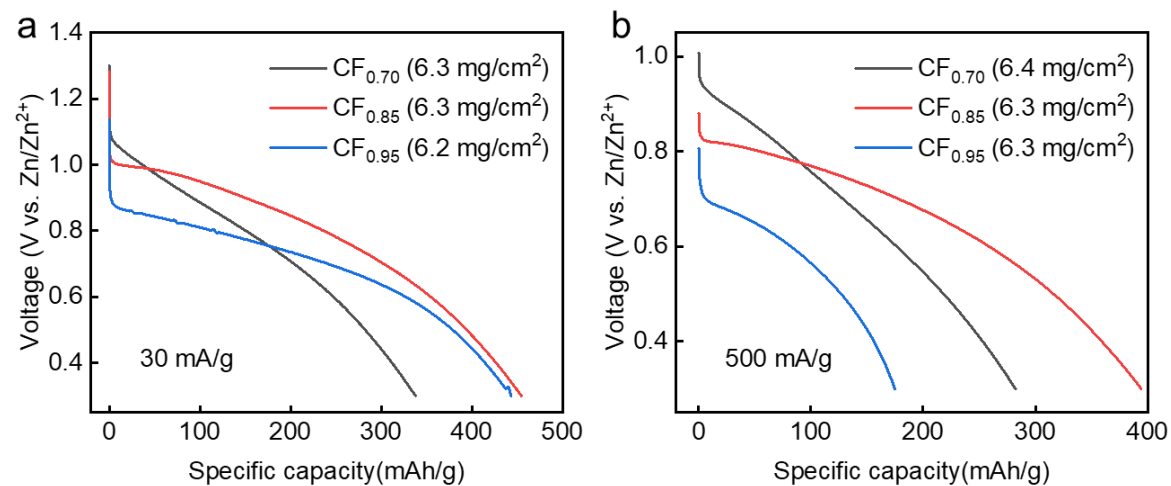 a
1.4
1.2
1.0
0.8
0.6
0.4
Voltage (V vs. Zn/Zn²⁺)
CF₀.₇₀ (6.3 mg/cm²)
CF₀.₈₅ (6.3 mg/cm²)
CF₀.₉₅ (6.2 mg/cm²)
30 mA/g
0 100 200 300 400 500
Specific capacity(mAh/g)
b
1.0
0.8
0.6
0.4
Voltage (V vs. Zn/Zn²⁺)
CF₀.₇₀ (6.4 mg/cm²)
CF₀.₈₅ (6.3 mg/cm²)
CF₀.₉₅ (6.3 mg/cm²)
500 mA/g
0 100 200 300 400
Specific capacity(mAh/g)